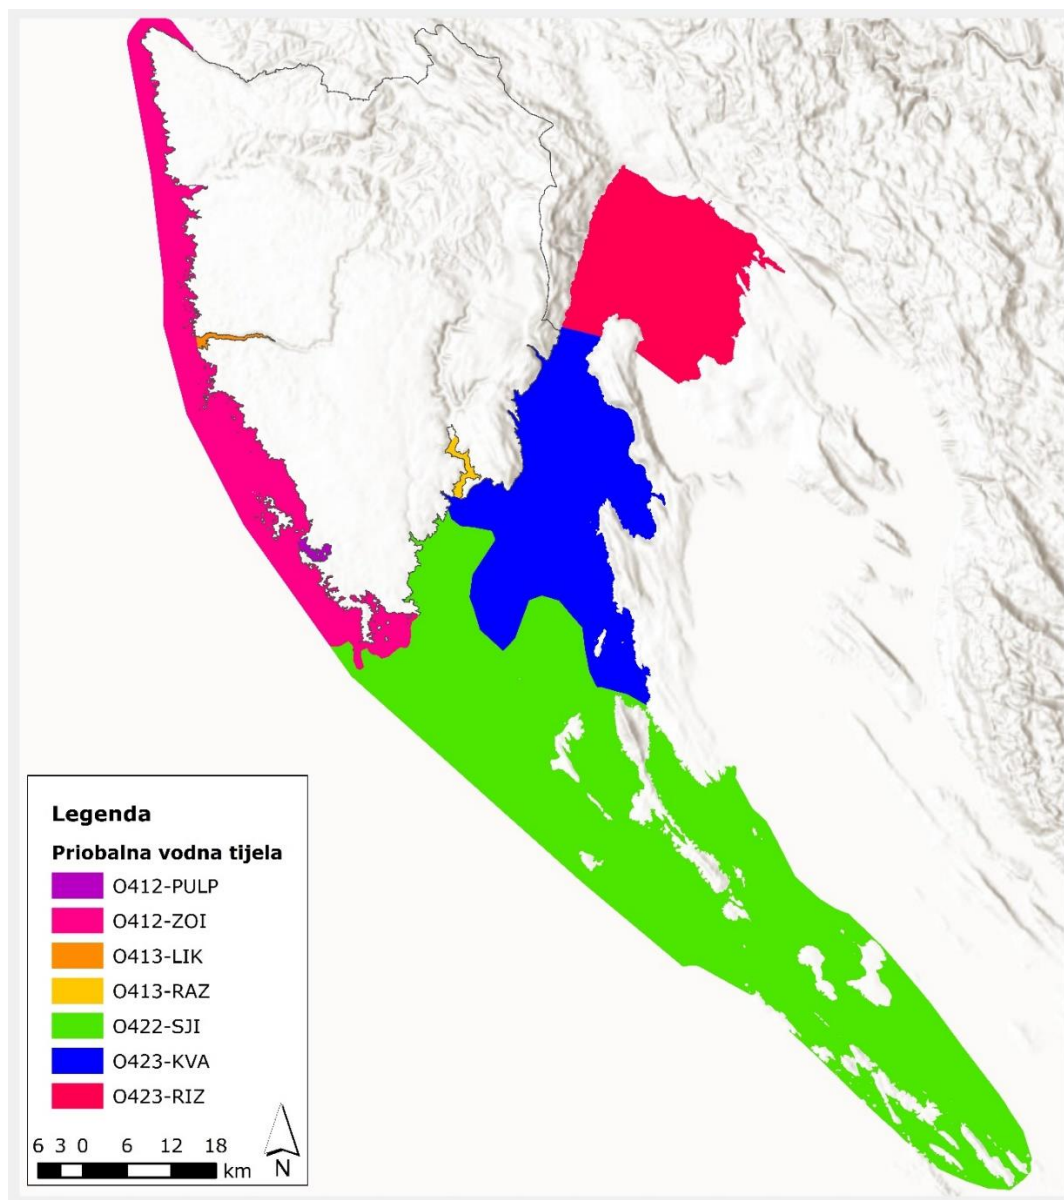 Legenda
Priobalna vodna tijela
O412-PULP
O412-ZOI
O413-LIK
O413-RAZ
O422-SJI
O423-KVA
O423-RIZ
6 3 0 6 12 18
km
N